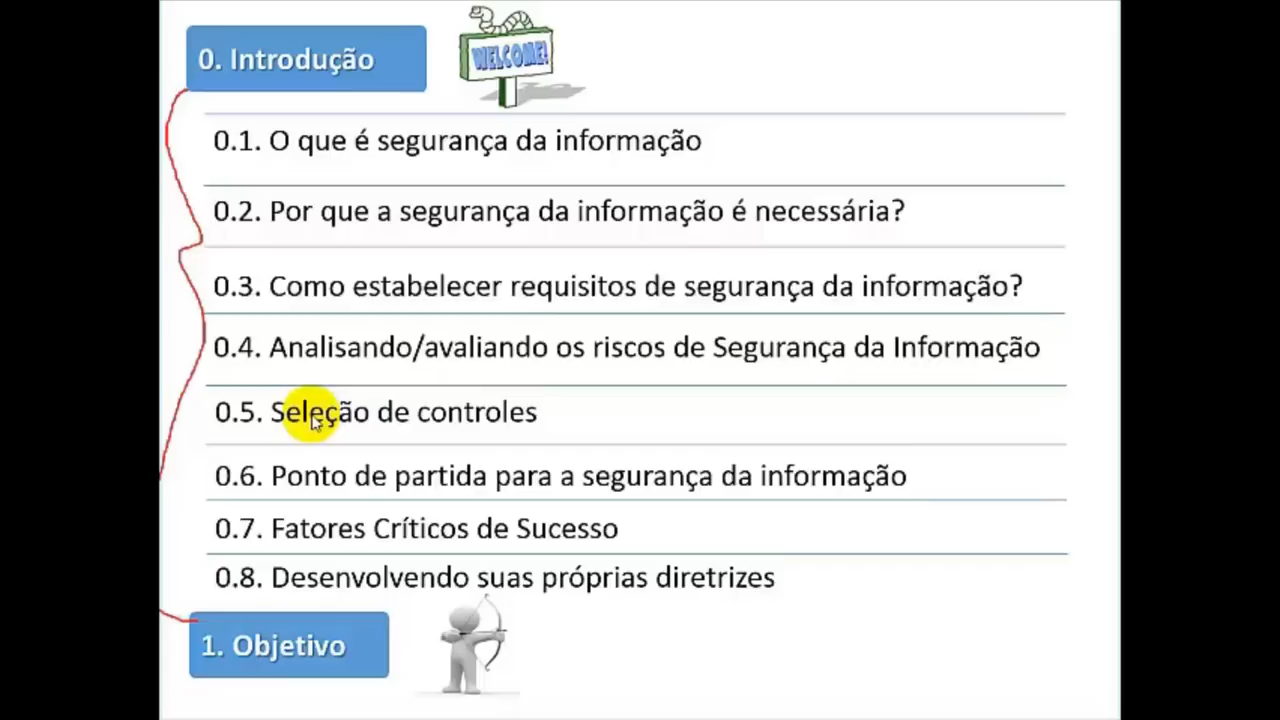 0. Introdução
WELCOME!
0.1. O que é segurança da informação
0.2. Por que a segurança da informação é necessária?
0.3. Como estabelecer requisitos de segurança da informação?
0.4. Analisando/avaliando os riscos de Segurança da Informação
0.5. Seleção de controles
0.6. Ponto de partida para a segurança da informação
0.7. Fatores Críticos de Sucesso
0.8. Desenvolvendo suas próprias diretrizes
1. Objetivo